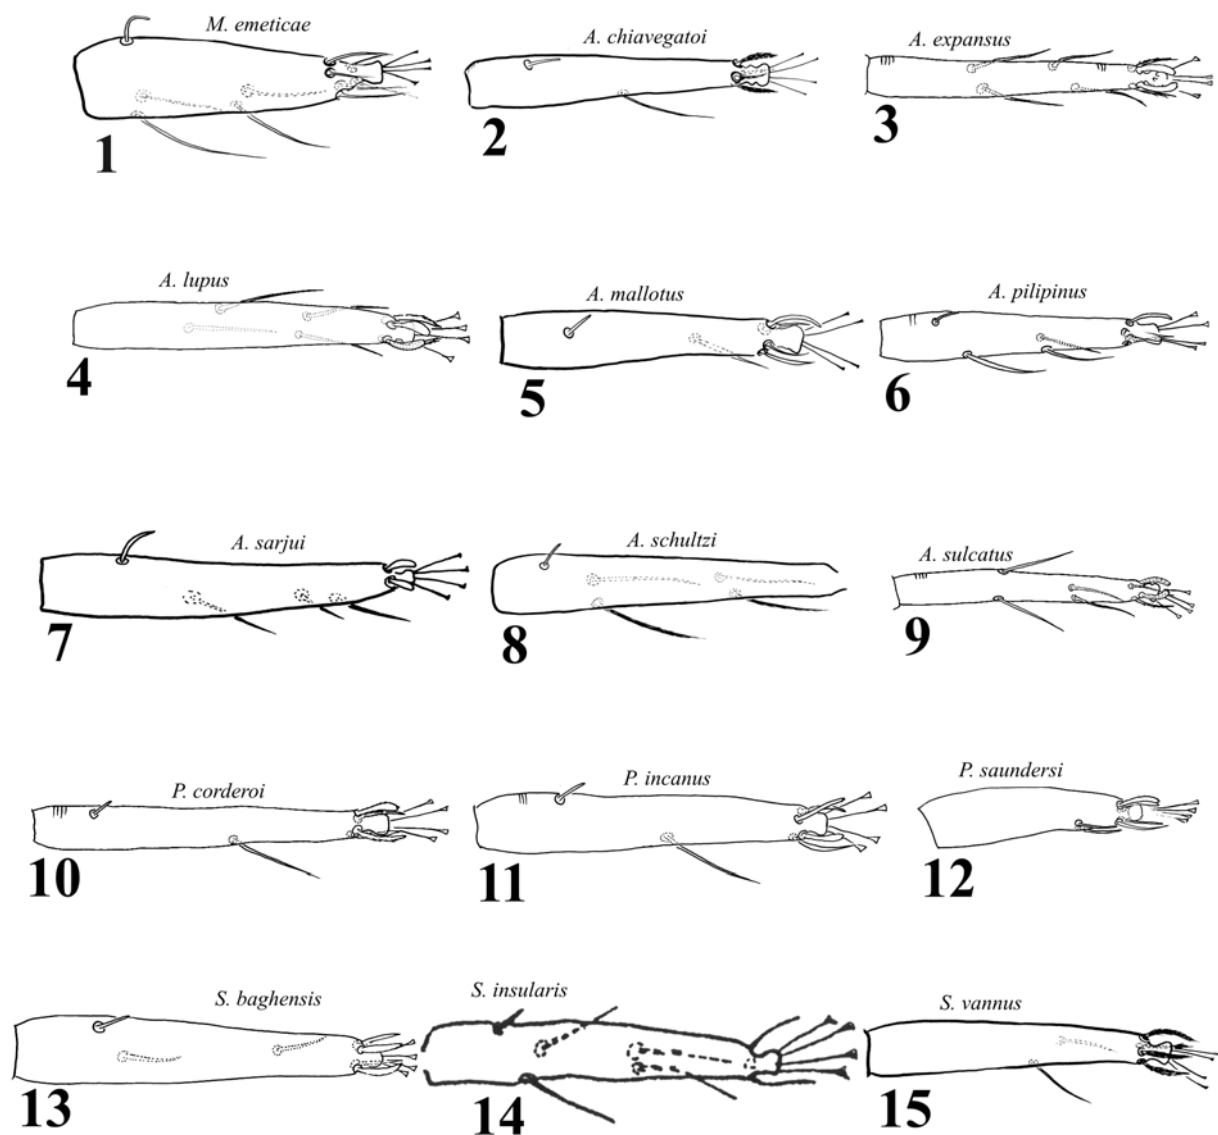 M. emeticae
A. chiavegatoi
A. expansus
1
2
3
A. lupus
A. mallotus
A. pilipinus
4
5
6
A. sarjui
A. schultzi
A. sulcatus
7
8
9
P. corderoi
P. incanus
P. saundersi
10
11
12
S. baghensis
S. insularis
S. vannus
13
14
15